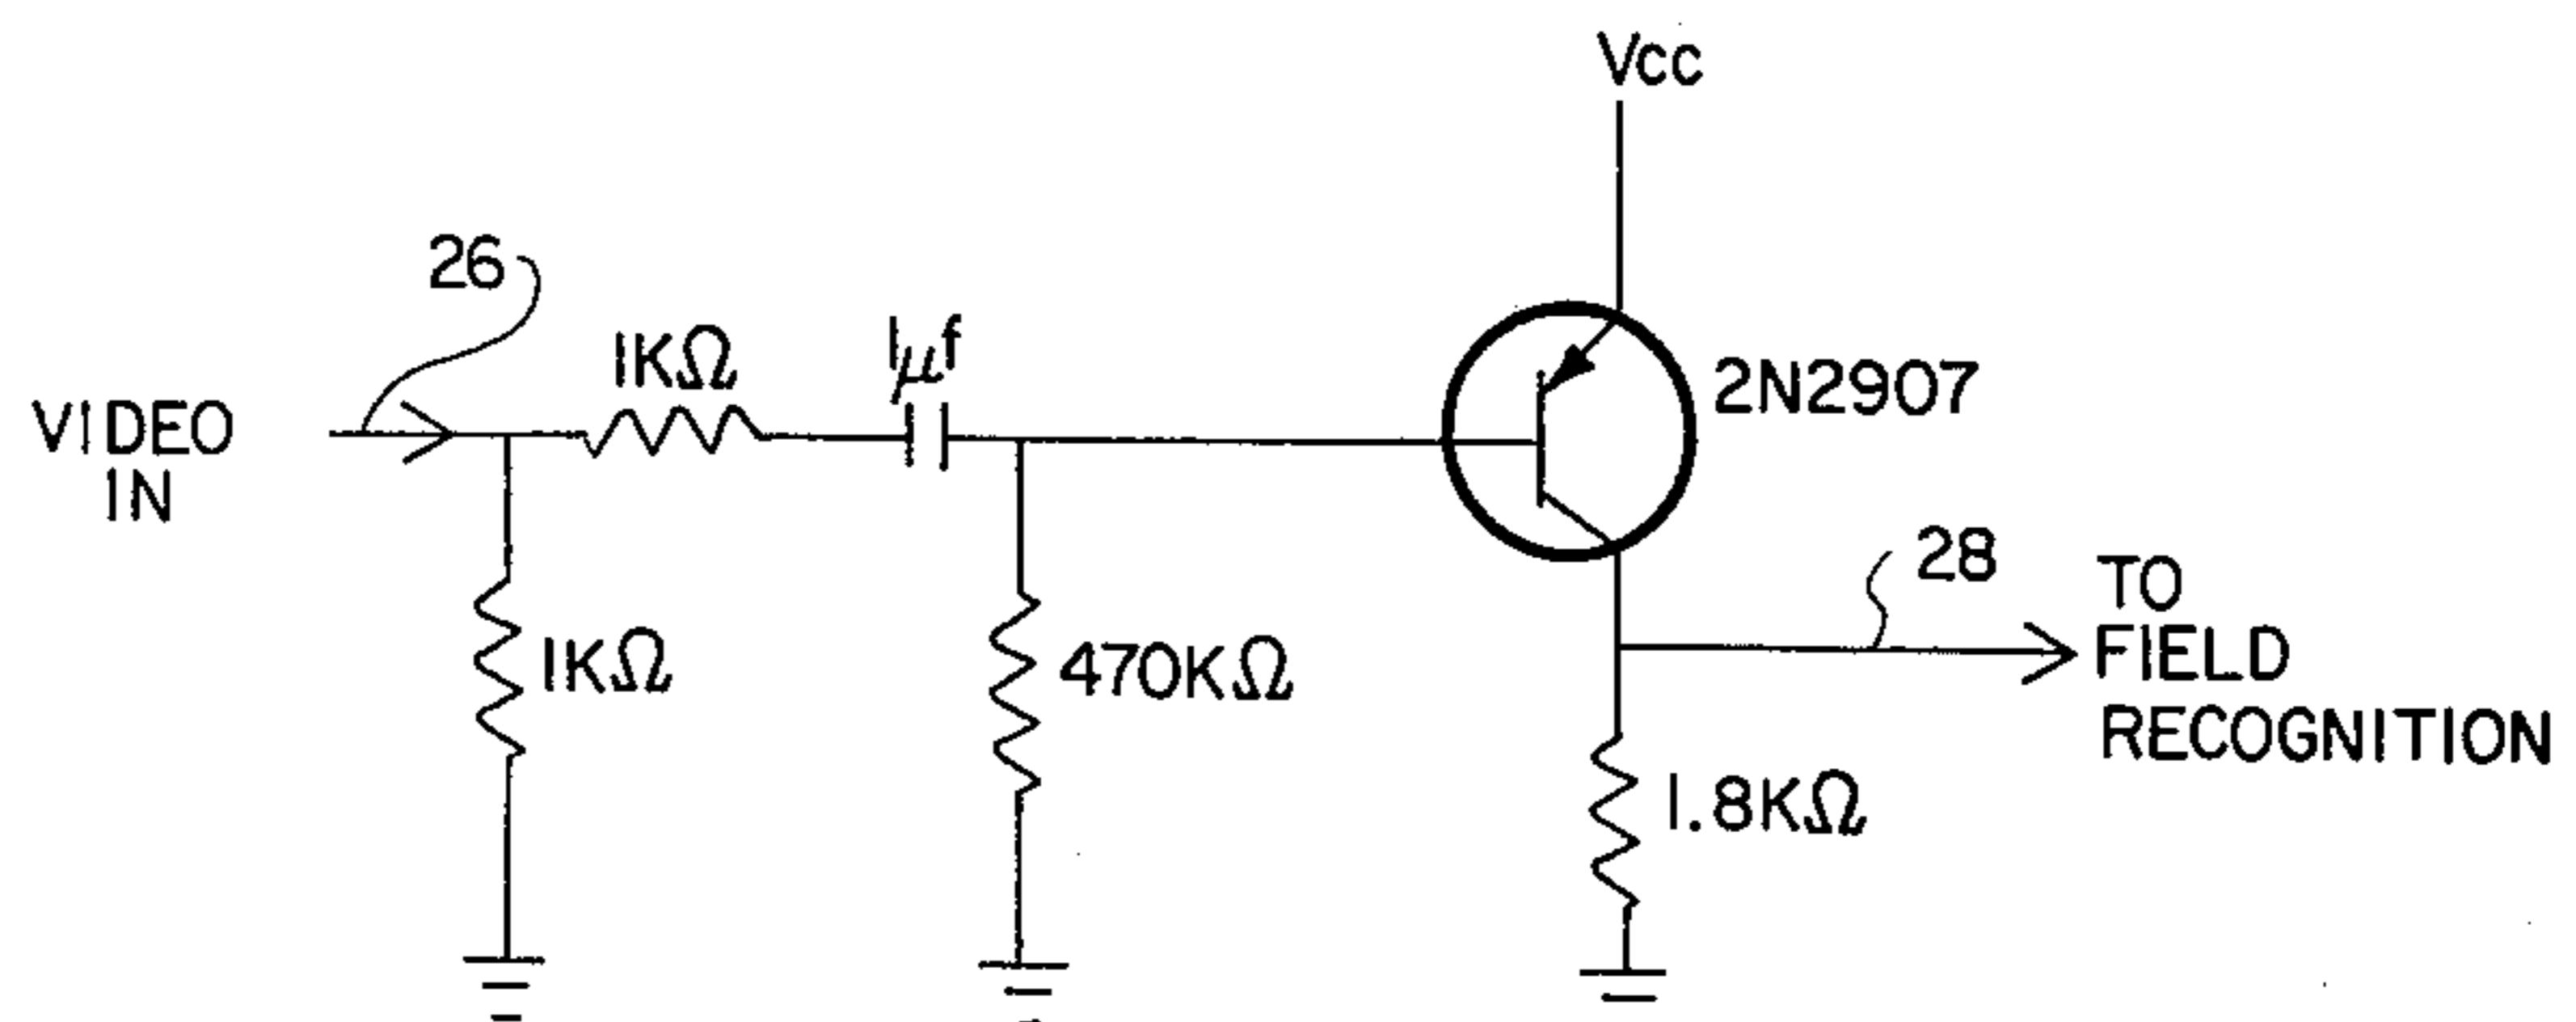 Vcc
26
1KΩ
1μf
2N2907
VIDEO
IN
28
TO
FIELD
RECOGNITION
1KΩ
470KΩ
1.8KΩ